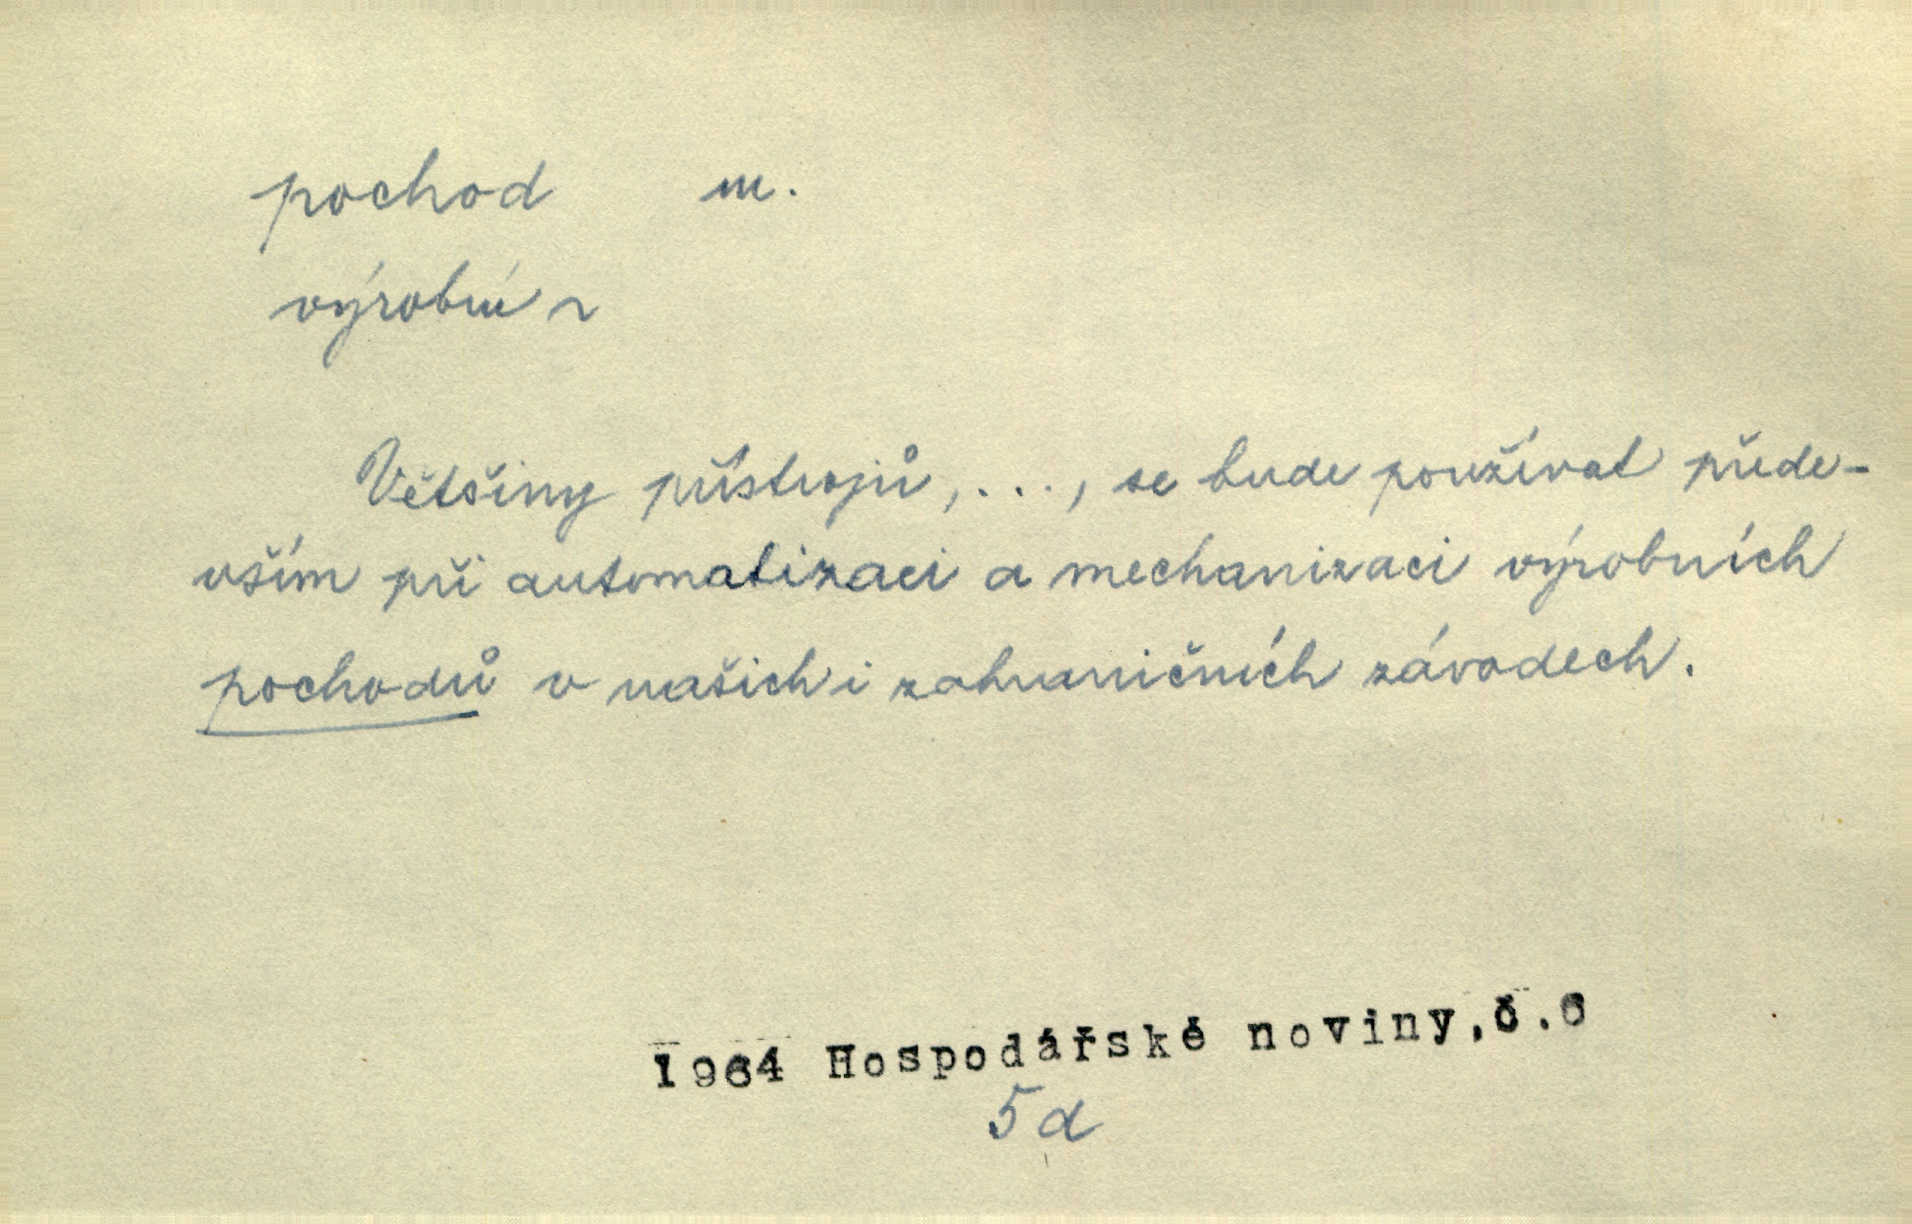 pochod m.
výrobní ~
Většiny přístrojů, ..., se bude používat přede-
vším při automatizaci a mechanizaci výrobních
pochodů v našich i zahraničních závodech.
1964 Hospodářské noviny,č.6
5d